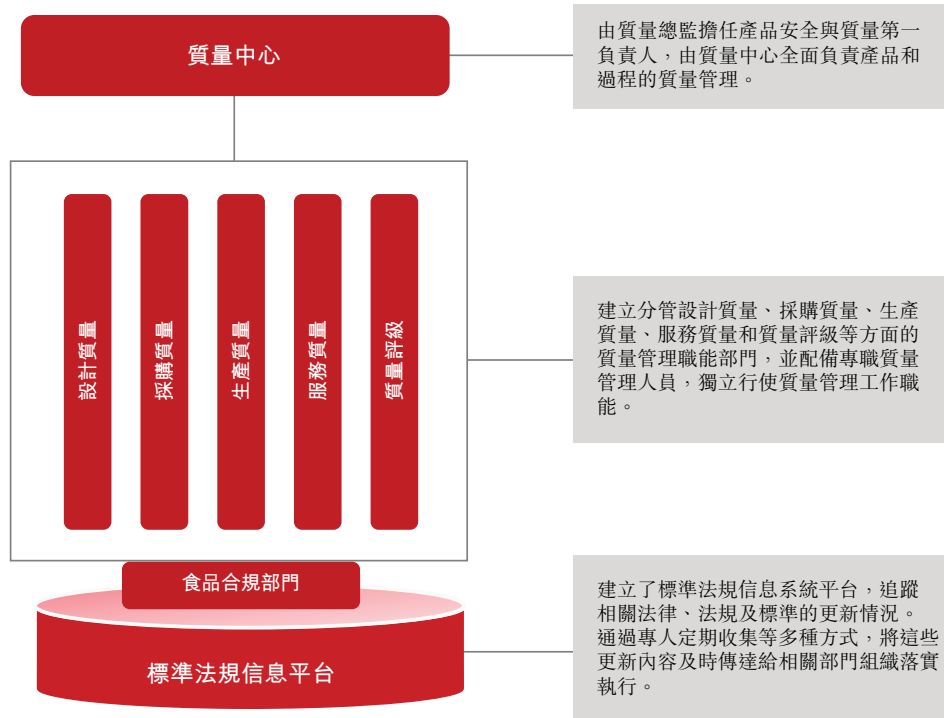 質量中心
由質量總監擔任產品安全與質量第一
負責人，由質量中心全面負責產品和
過程的質量管理。
設計質量
採購質量
生產質量
服務質量
質量評級
建立分管設計質量、採購質量、生產
質量、服務質量和質量評級等方面的
質量管理職能部門，並配備專職質量
管理人員，獨立行使質量管理工作職
能。
食品合規部門
標準法規信息平台
建立了標準法規信息系統平台，追蹤
相關法律、法規及標準的更新情況。
通過專人定期收集等多種方式，將這些
更新內容及時傳達給相關部門組織落實
執行。